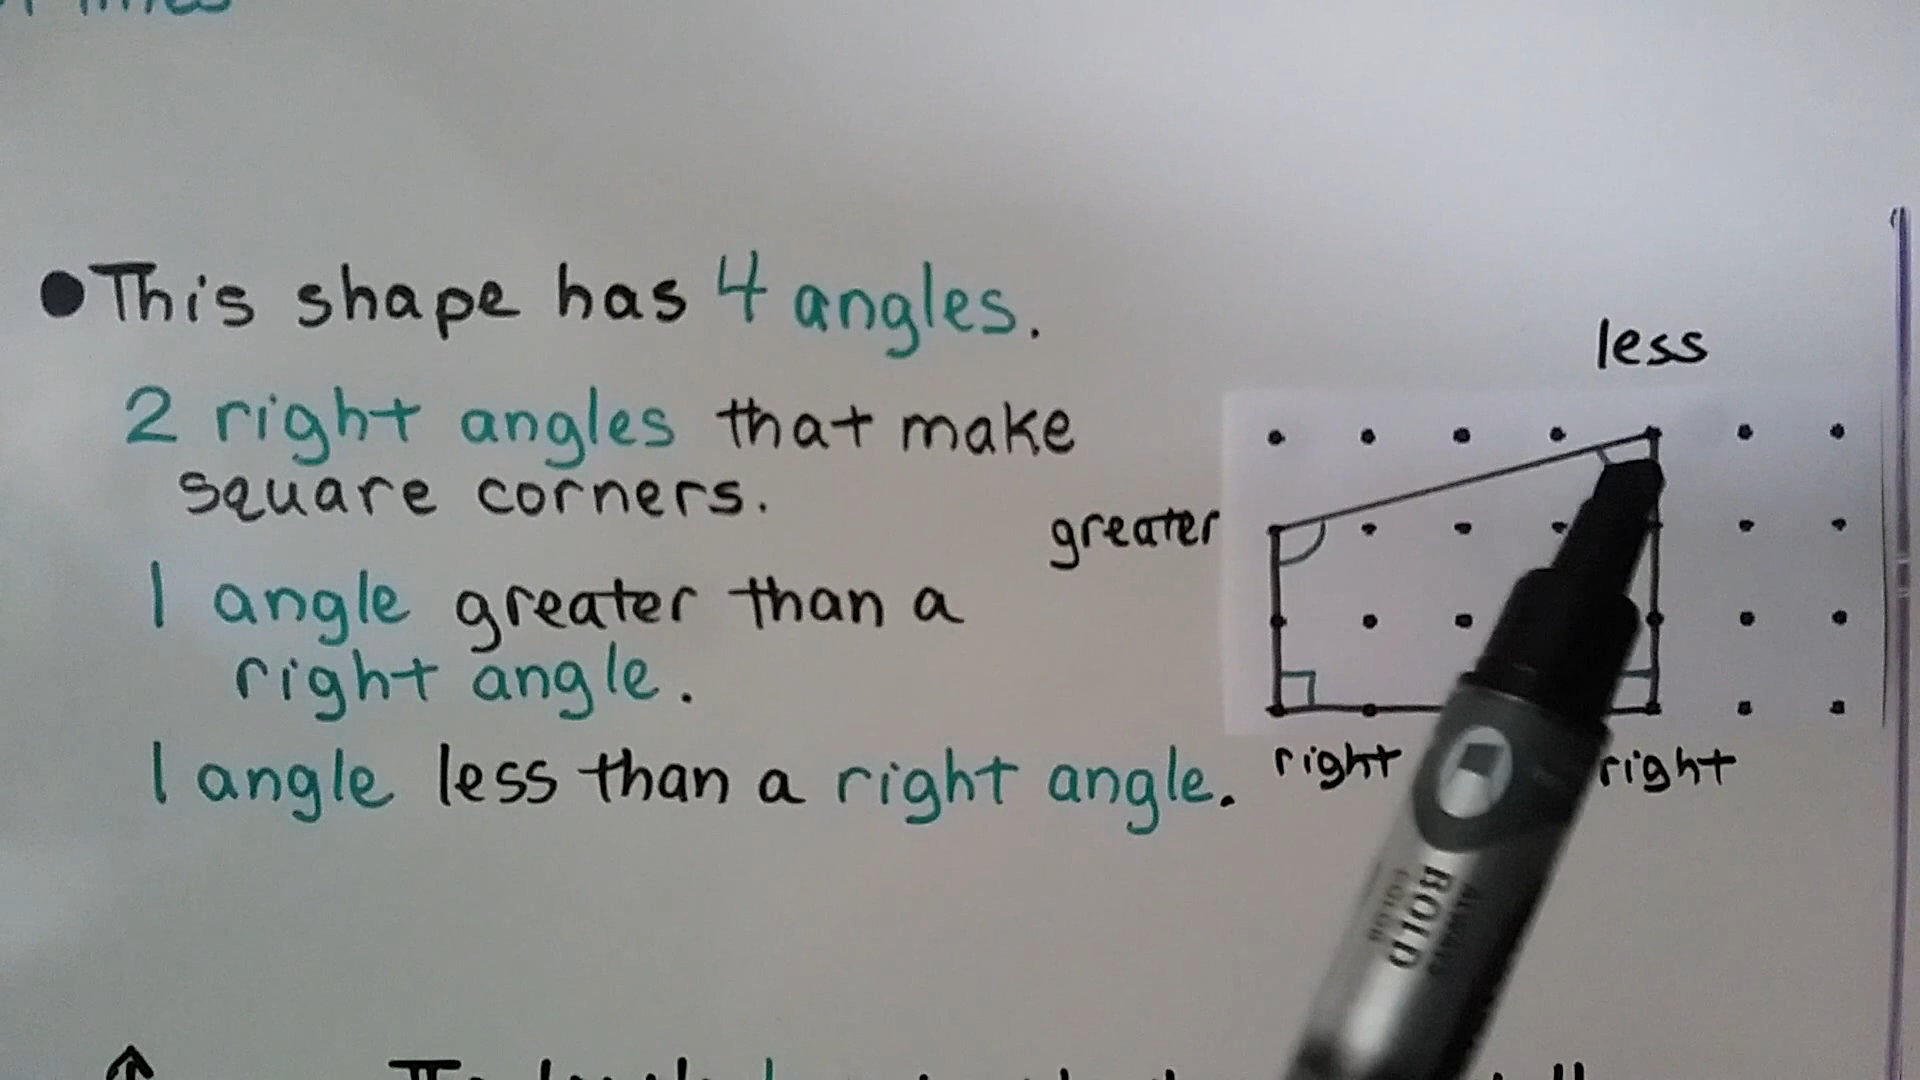 • This shape has 4 angles.
2 right angles that make
square corners.
1 angle greater than a
right angle.
1 angle less than a right angle.
less
greater
right
right
BOLD